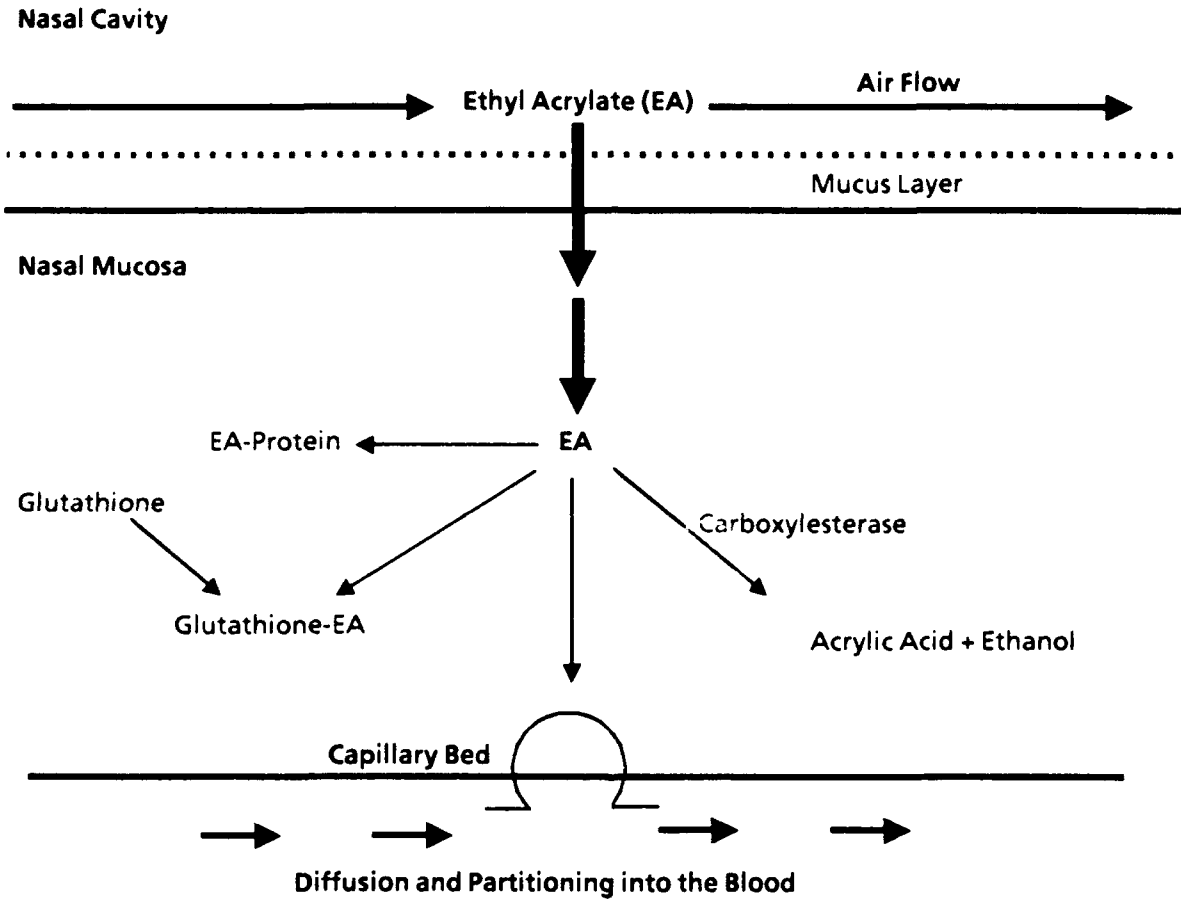 Nasal Cavity
Air Flow
Ethyl Acrylate (EA)
Mucus Layer
Nasal Mucosa
EA-Protein
EA
Glutathione
Carboxylesterase
Glutathione-EA
Acrylic Acid + Ethanol
Capillary Bed
Diffusion and Partitioning into the Blood